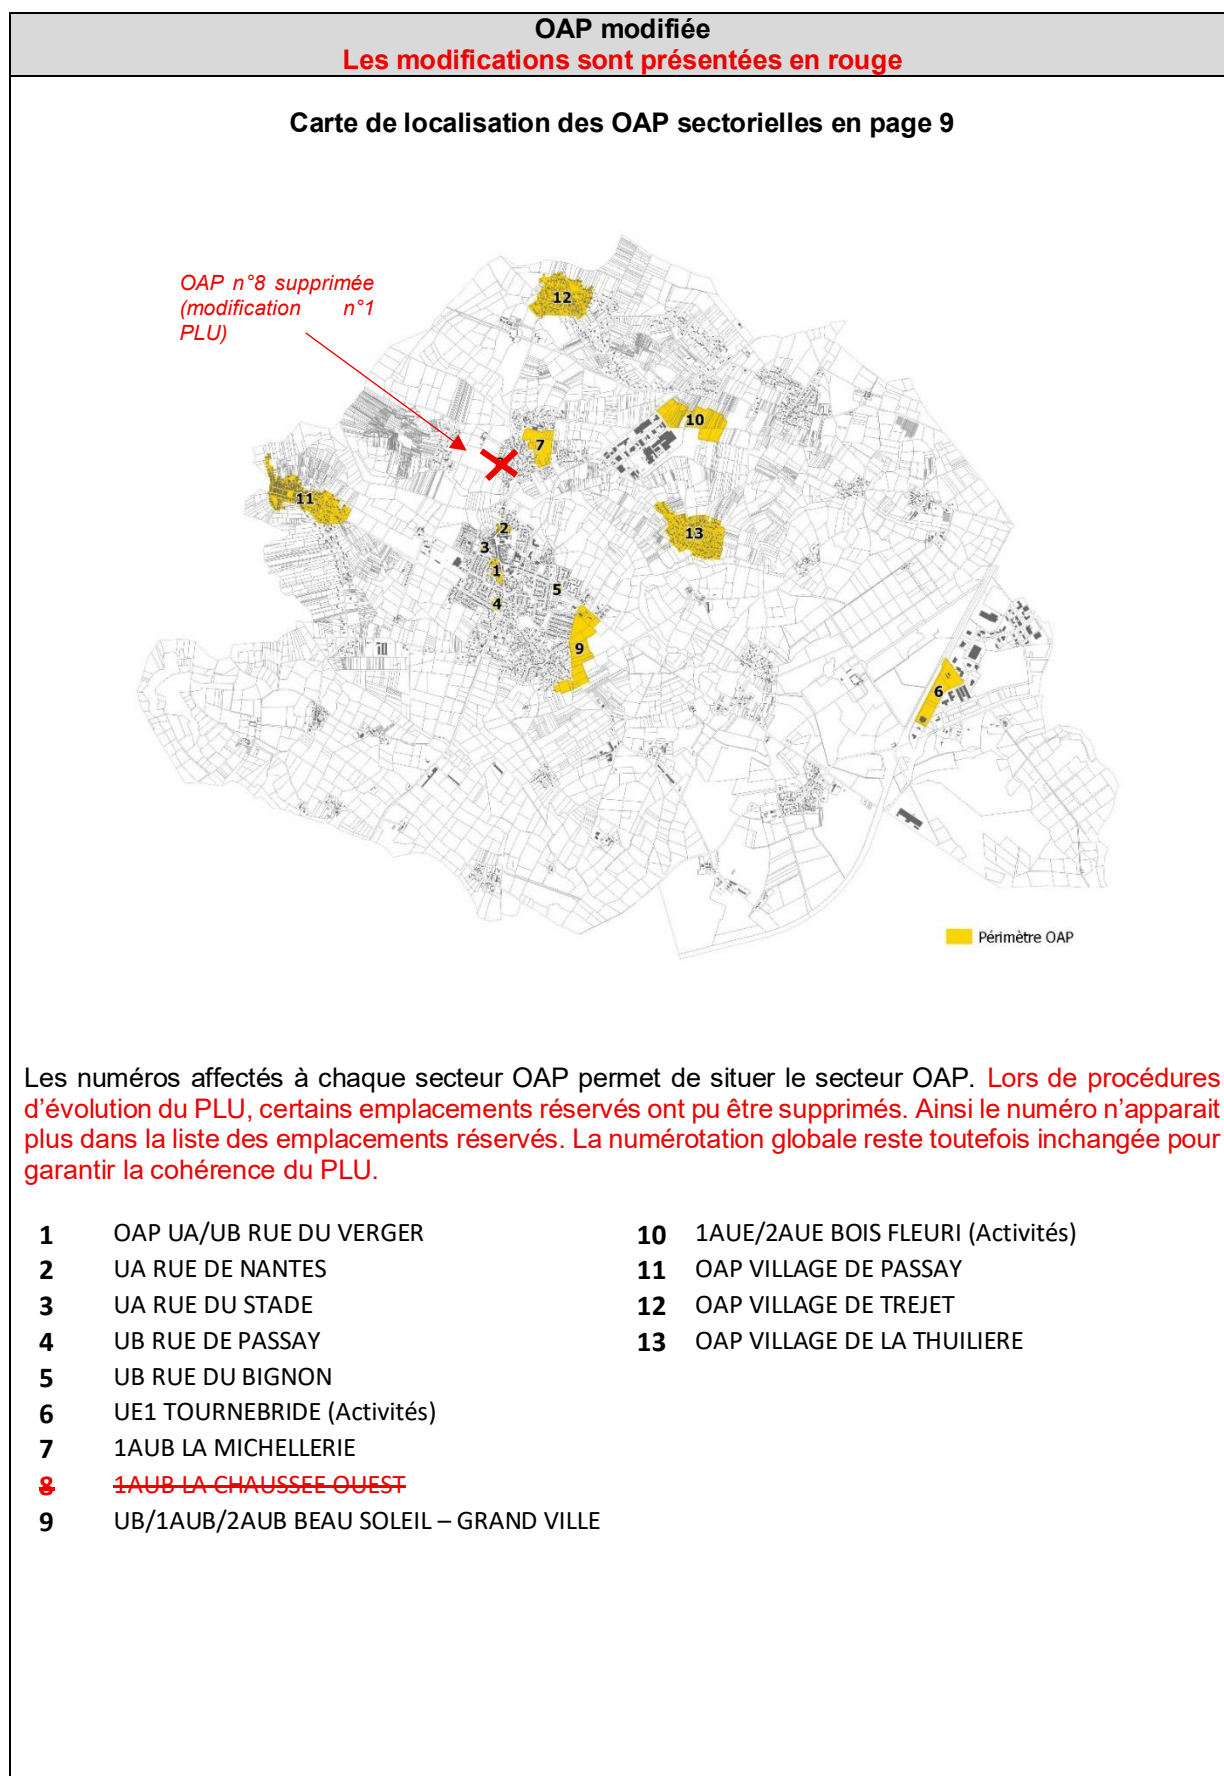 OAP modifiée
Les modifications sont présentées en rouge
Carte de localisation des OAP sectorielles en page 9
OAP n°8 supprimée
(modification n°1
PLU)
12
10
7
11
2
13
3
1
5
4
9
6
Périmètre OAP
Les numéros affectés à chaque secteur OAP permet de situer le secteur OAP. Lors de procédures
d’évolution du PLU, certains emplacements réservés ont pu être supprimés. Ainsi le numéro n’apparait
plus dans la liste des emplacements réservés. La numérotation globale reste toutefois inchangée pour
garantir la cohérence du PLU.
1 OAP UA/UB RUE DU VERGER
2 UA RUE DE NANTES
3 UA RUE DU STADE
4 UB RUE DE PASSAY
5 UB RUE DU BIGNON
6 UE1 TOURNEBRIDE (Activités)
7 1AUB LA MICHELLERIE
8 1AUB LA CHAUSSEE OUEST
9 UB/1AUB/2AUB BEAU SOLEIL – GRAND VILLE
10 1AUE/2AUE BOIS FLEURI (Activités)
11 OAP VILLAGE DE PASSAY
12 OAP VILLAGE DE TREJET
13 OAP VILLAGE DE LA THUILIERE